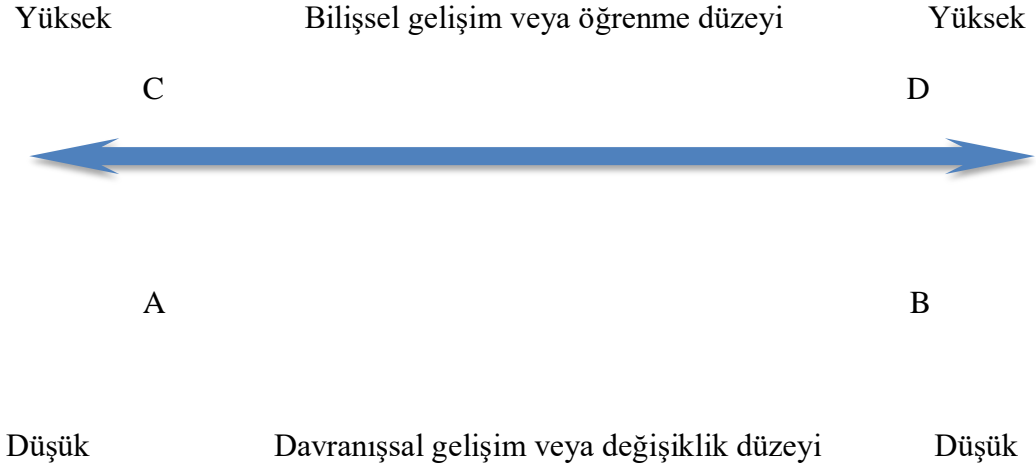 Yüksek Bilişsel gelişim veya öğrenme düzeyi Yüksek
C D
A B
Düşük Davranışsal gelişim veya değişiklik düzeyi Düşük